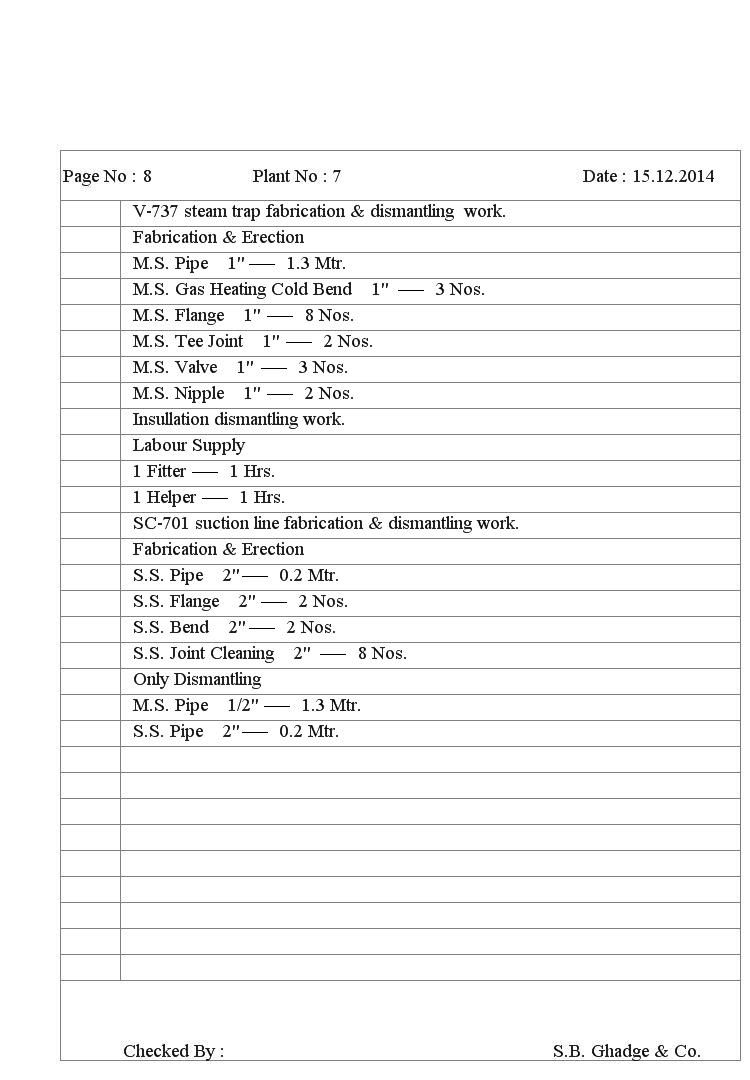 Page No : 8 Plant No : 7 Date : 15.12.2014
V-737 steam trap fabrication & dismantling work.
Fabrication & Erection
M.S. Pipe 1" — 1.3 Mtr.
M.S. Gas Heating Cold Bend 1" — 3 Nos.
M.S. Flange 1" — 8 Nos.
M.S. Tee Joint 1" — 2 Nos.
M.S. Valve 1" — 3 Nos.
M.S. Nipple 1" — 2 Nos.
Insullation dismantling work.
Labour Supply
1 Fitter — 1 Hrs.
1 Helper — 1 Hrs.
SC-701 suction line fabrication & dismantling work.
Fabrication & Erection
S.S. Pipe 2" — 0.2 Mtr.
S.S. Flange 2" — 2 Nos.
S.S. Bend 2" — 2 Nos.
S.S. Joint Cleaning 2" — 8 Nos.
Only Dismantling
M.S. Pipe 1/2" — 1.3 Mtr.
S.S. Pipe 2" — 0.2 Mtr.
Checked By : S.B. Ghadge & Co.